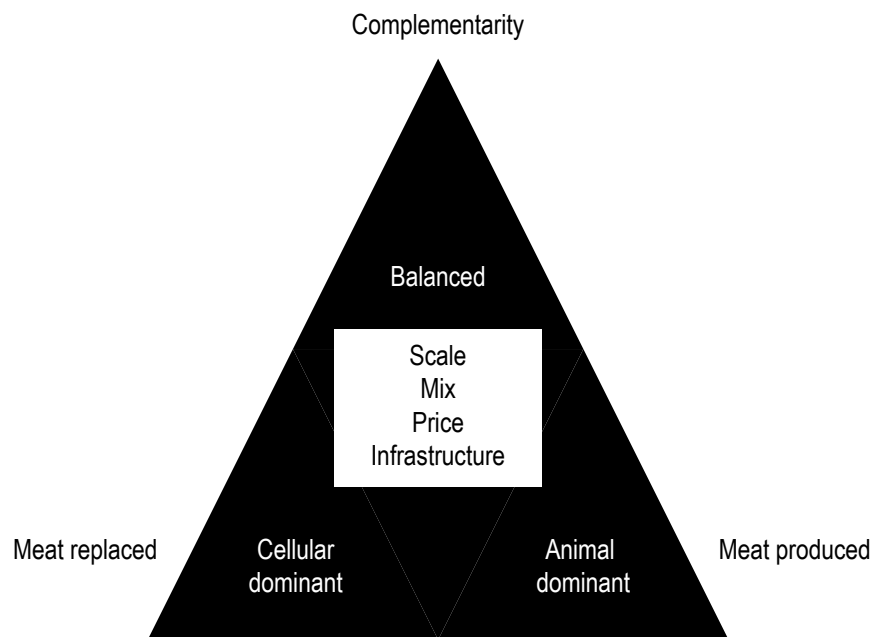 Complementarity
Balanced
Scale
Mix
Price
Infrastructure
Meat replaced
Cellular
dominant
Animal
dominant
Meat produced